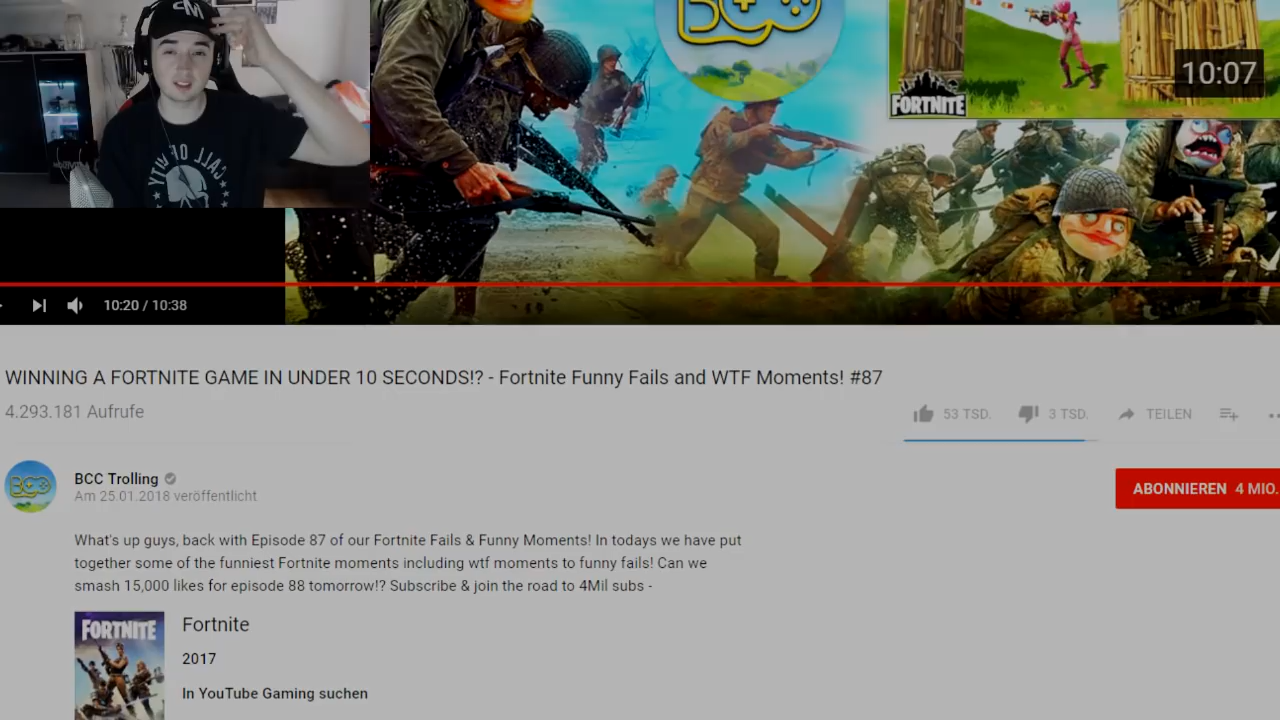 BCC
10:07
FORTNITE
CALL OF DUTY
10:20 / 10:38
WINNING A FORTNITE GAME IN UNDER 10 SECONDS!? - Fortnite Funny Fails and WTF Moments! #87
4.293.181 Aufrufe
53 TSD.
3 TSD.
TEILEN
BCC
BCC Trolling
Am 25.01.2018 veröffentlicht
ABONNIEREN 4 MIO.
What's up guys, back with Episode 87 of our Fortnite Fails & Funny Moments! In todays we have put
together some of the funniest Fortnite moments including wtf moments to funny fails! Can we
smash 15,000 likes for episode 88 tomorrow!? Subscribe & join the road to 4Mil subs -
FORTNITE
Fortnite
2017
In YouTube Gaming suchen